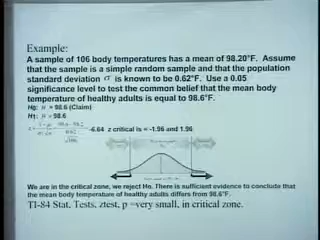 Example:
A sample of 106 body temperatures has a mean of 98.20°F. Assume
that the sample is a simple random sample and that the population
standard deviation σ is known to be 0.62°F. Use a 0.05
significance level to test the common belief that the mean body
temperature of healthy adults is equal to 98.6°F.
H0: = 98.6 (Claim)
H1: 98.6
-6.64 z critical is = -1.96 and 1.96
We are in the critical zone, we reject Ho. There is sufficient evidence to conclude that
the mean body temperature of healthy adults differs from 98.6°F.
TI-84 Stat, Tests, ztest, p =very small, in critical zone.